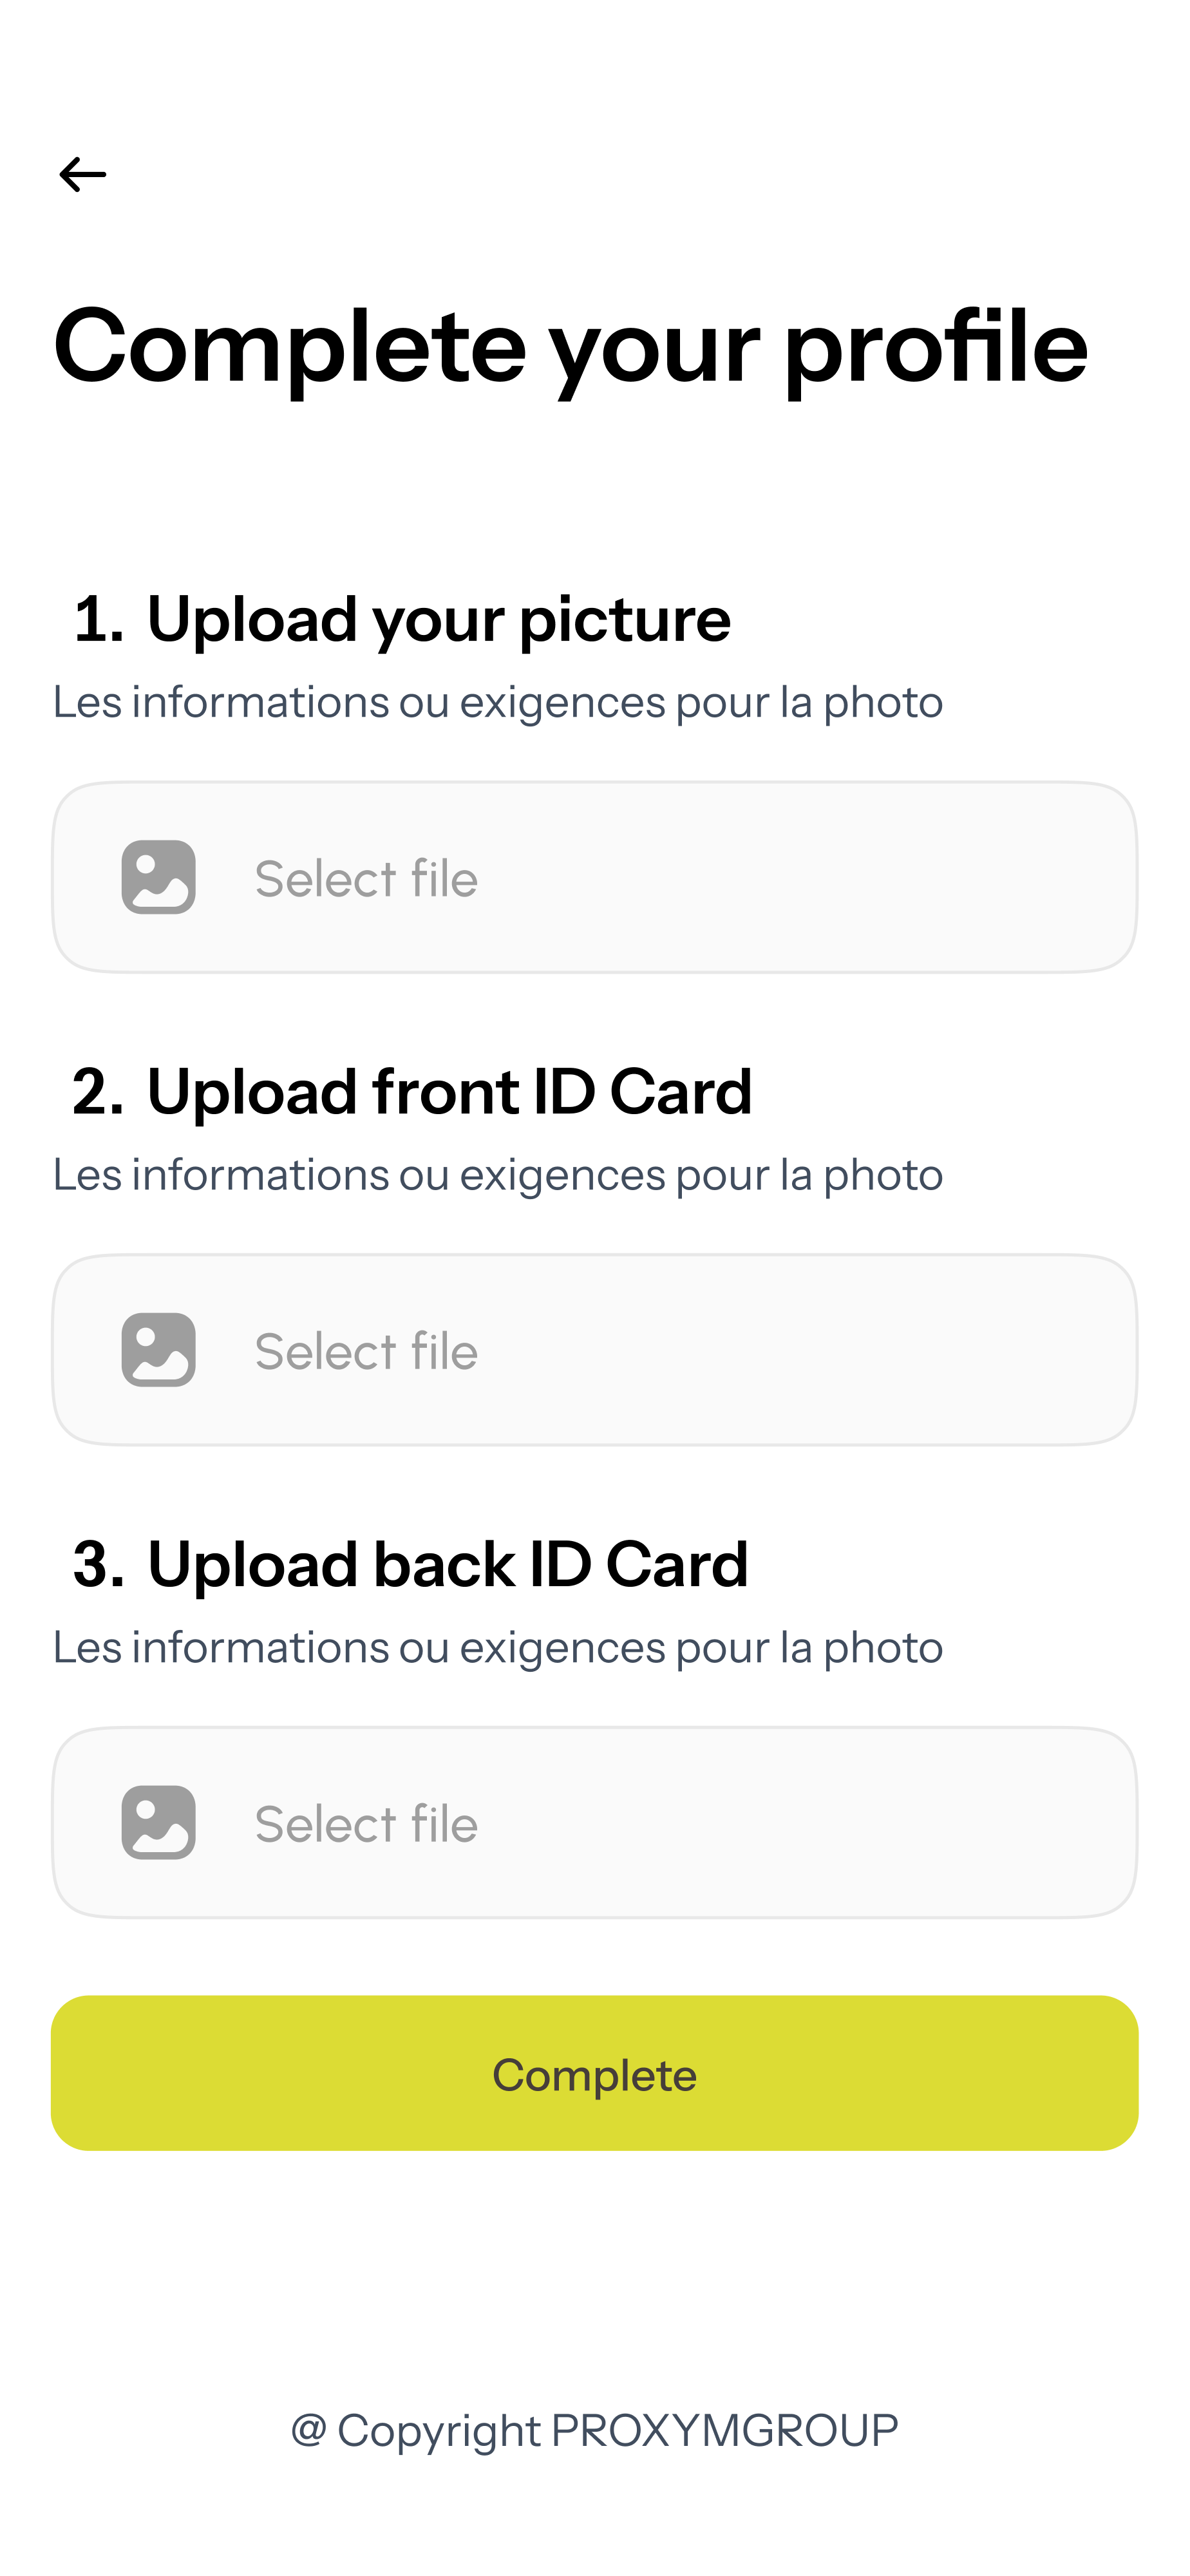 Complete your profile
1. Upload your picture
Les informations ou exigences pour la photo
Select file
2. Upload front ID Card
Les informations ou exigences pour la photo
Select file
3. Upload back ID Card
Les informations ou exigences pour la photo
Select file
Complete
@ Copyright PROXYMGROUP